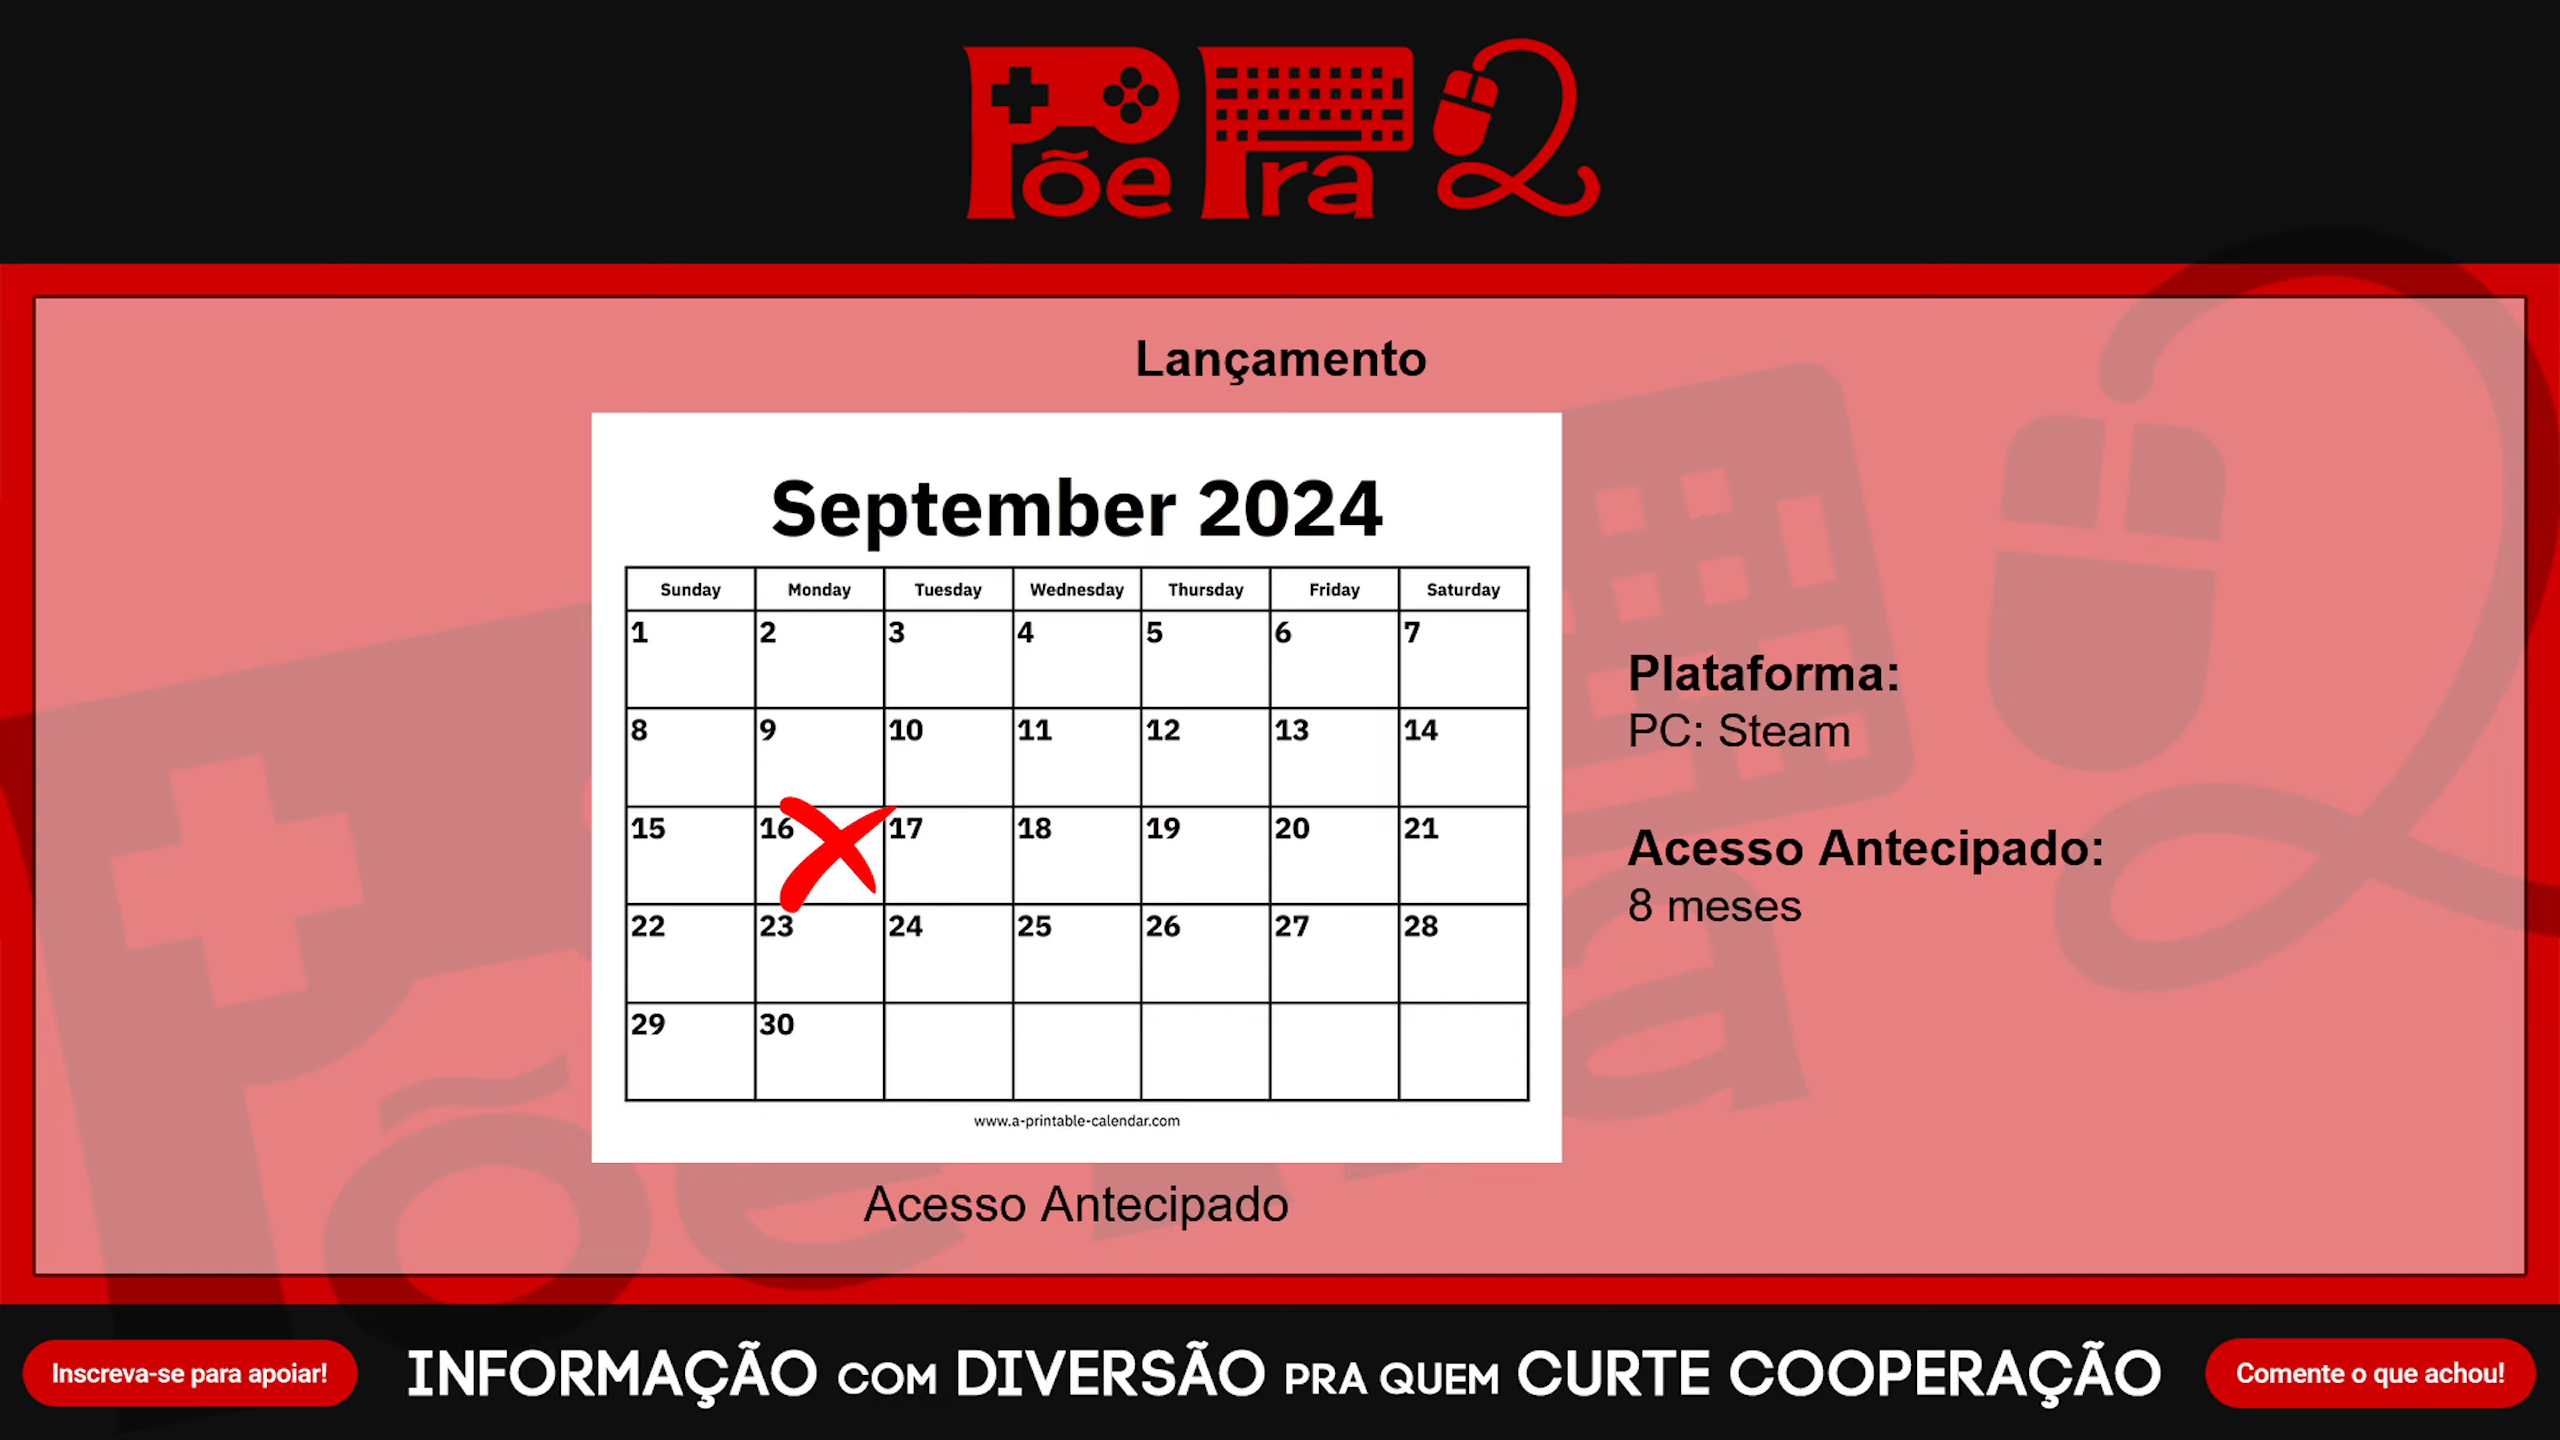 Põe Pra 2
Lançamento
September 2024
Sunday Monday Tuesday Wednesday Thursday Friday Saturday
1 2 3 4 5 6 7
8 9 10 11 12 13 14
15 16 17 18 19 20 21
22 23 24 25 26 27 28
29 30
www.a-printable-calendar.com
Acesso Antecipado
Plataforma:
PC: Steam
Acesso Antecipado:
8 meses
Inscreva-se para apoiar!
INFORMAÇÃO COM DIVERSÃO PRA QUEM CURTE COOPERAÇÃO
Comente o que achou!